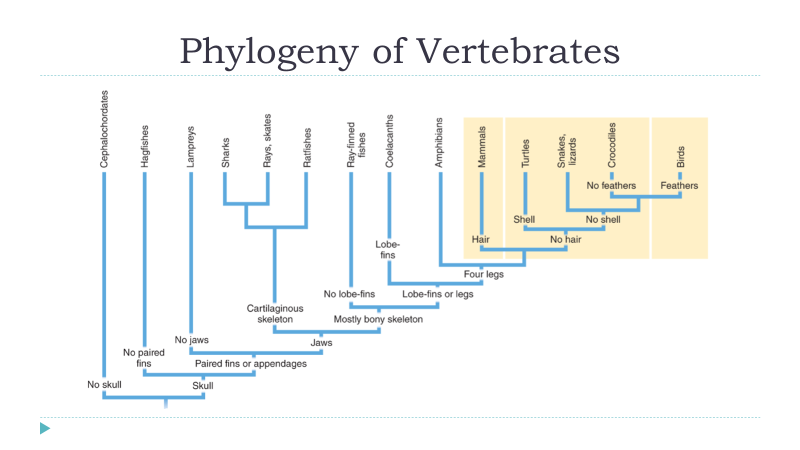 Phylogeny of Vertebrates
Cephalochordates
Hagfishes
Lampreys
Sharks
Rays, skates
Ratfishes
Ray-finned
fishes
Coelacanths
Amphibians
Mammals
Turtles
Snakes,
lizards
Crocodiles
Birds
No feathers
Feathers
Shell
No shell
Hair
No hair
Lobe-
fins
Four legs
No lobe-fins
Lobe-fins or legs
Cartilaginous
skeleton
Mostly bony skeleton
No jaws
Jaws
No paired
fins
Paired fins or appendages
No skull
Skull